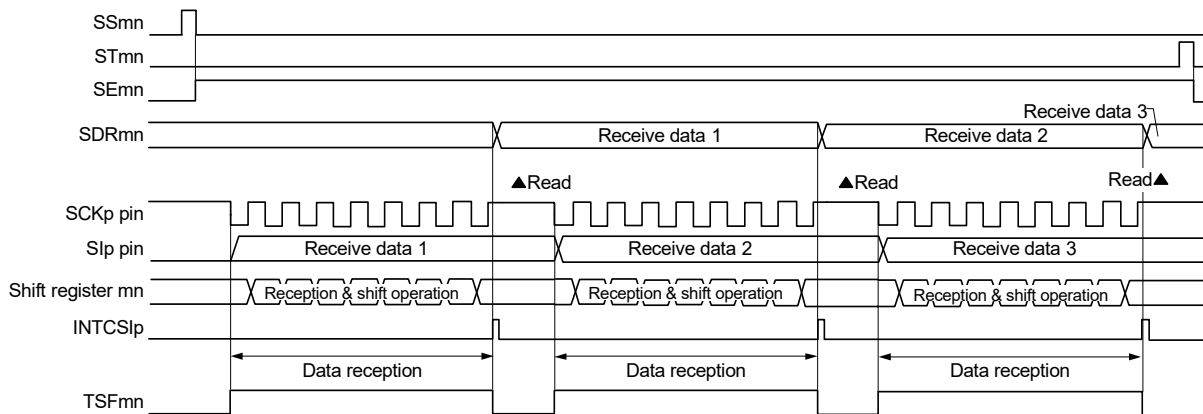 SSmn
STmn
SEmn
Receive data 3
SDRmn Receive data 1 Receive data 2
▲Read ▲Read Read▲
SCKp pin
SIp pin Receive data 1 Receive data 2 Receive data 3
Shift register mn Reception & shift operation Reception & shift operation Reception & shift operation
INTCSIp
Data reception Data reception Data reception
TSFmn